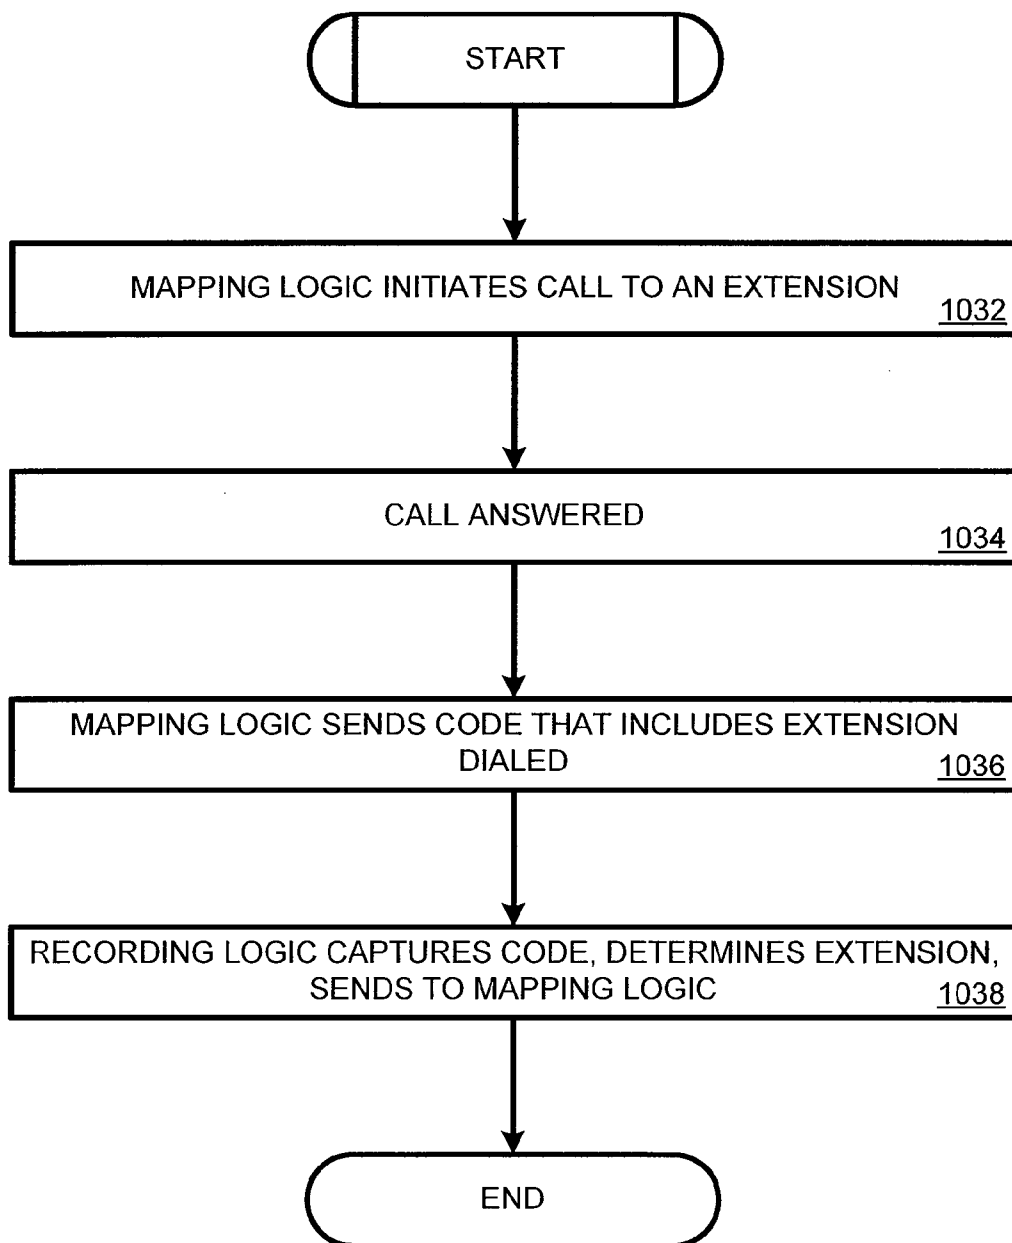 START
MAPPING LOGIC INITIATES CALL TO AN EXTENSION
1032
CALL ANSWERED
1034
MAPPING LOGIC SENDS CODE THAT INCLUDES EXTENSION
DIALED
1036
RECORDING LOGIC CAPTURES CODE, DETERMINES EXTENSION,
SENDS TO MAPPING LOGIC
1038
END